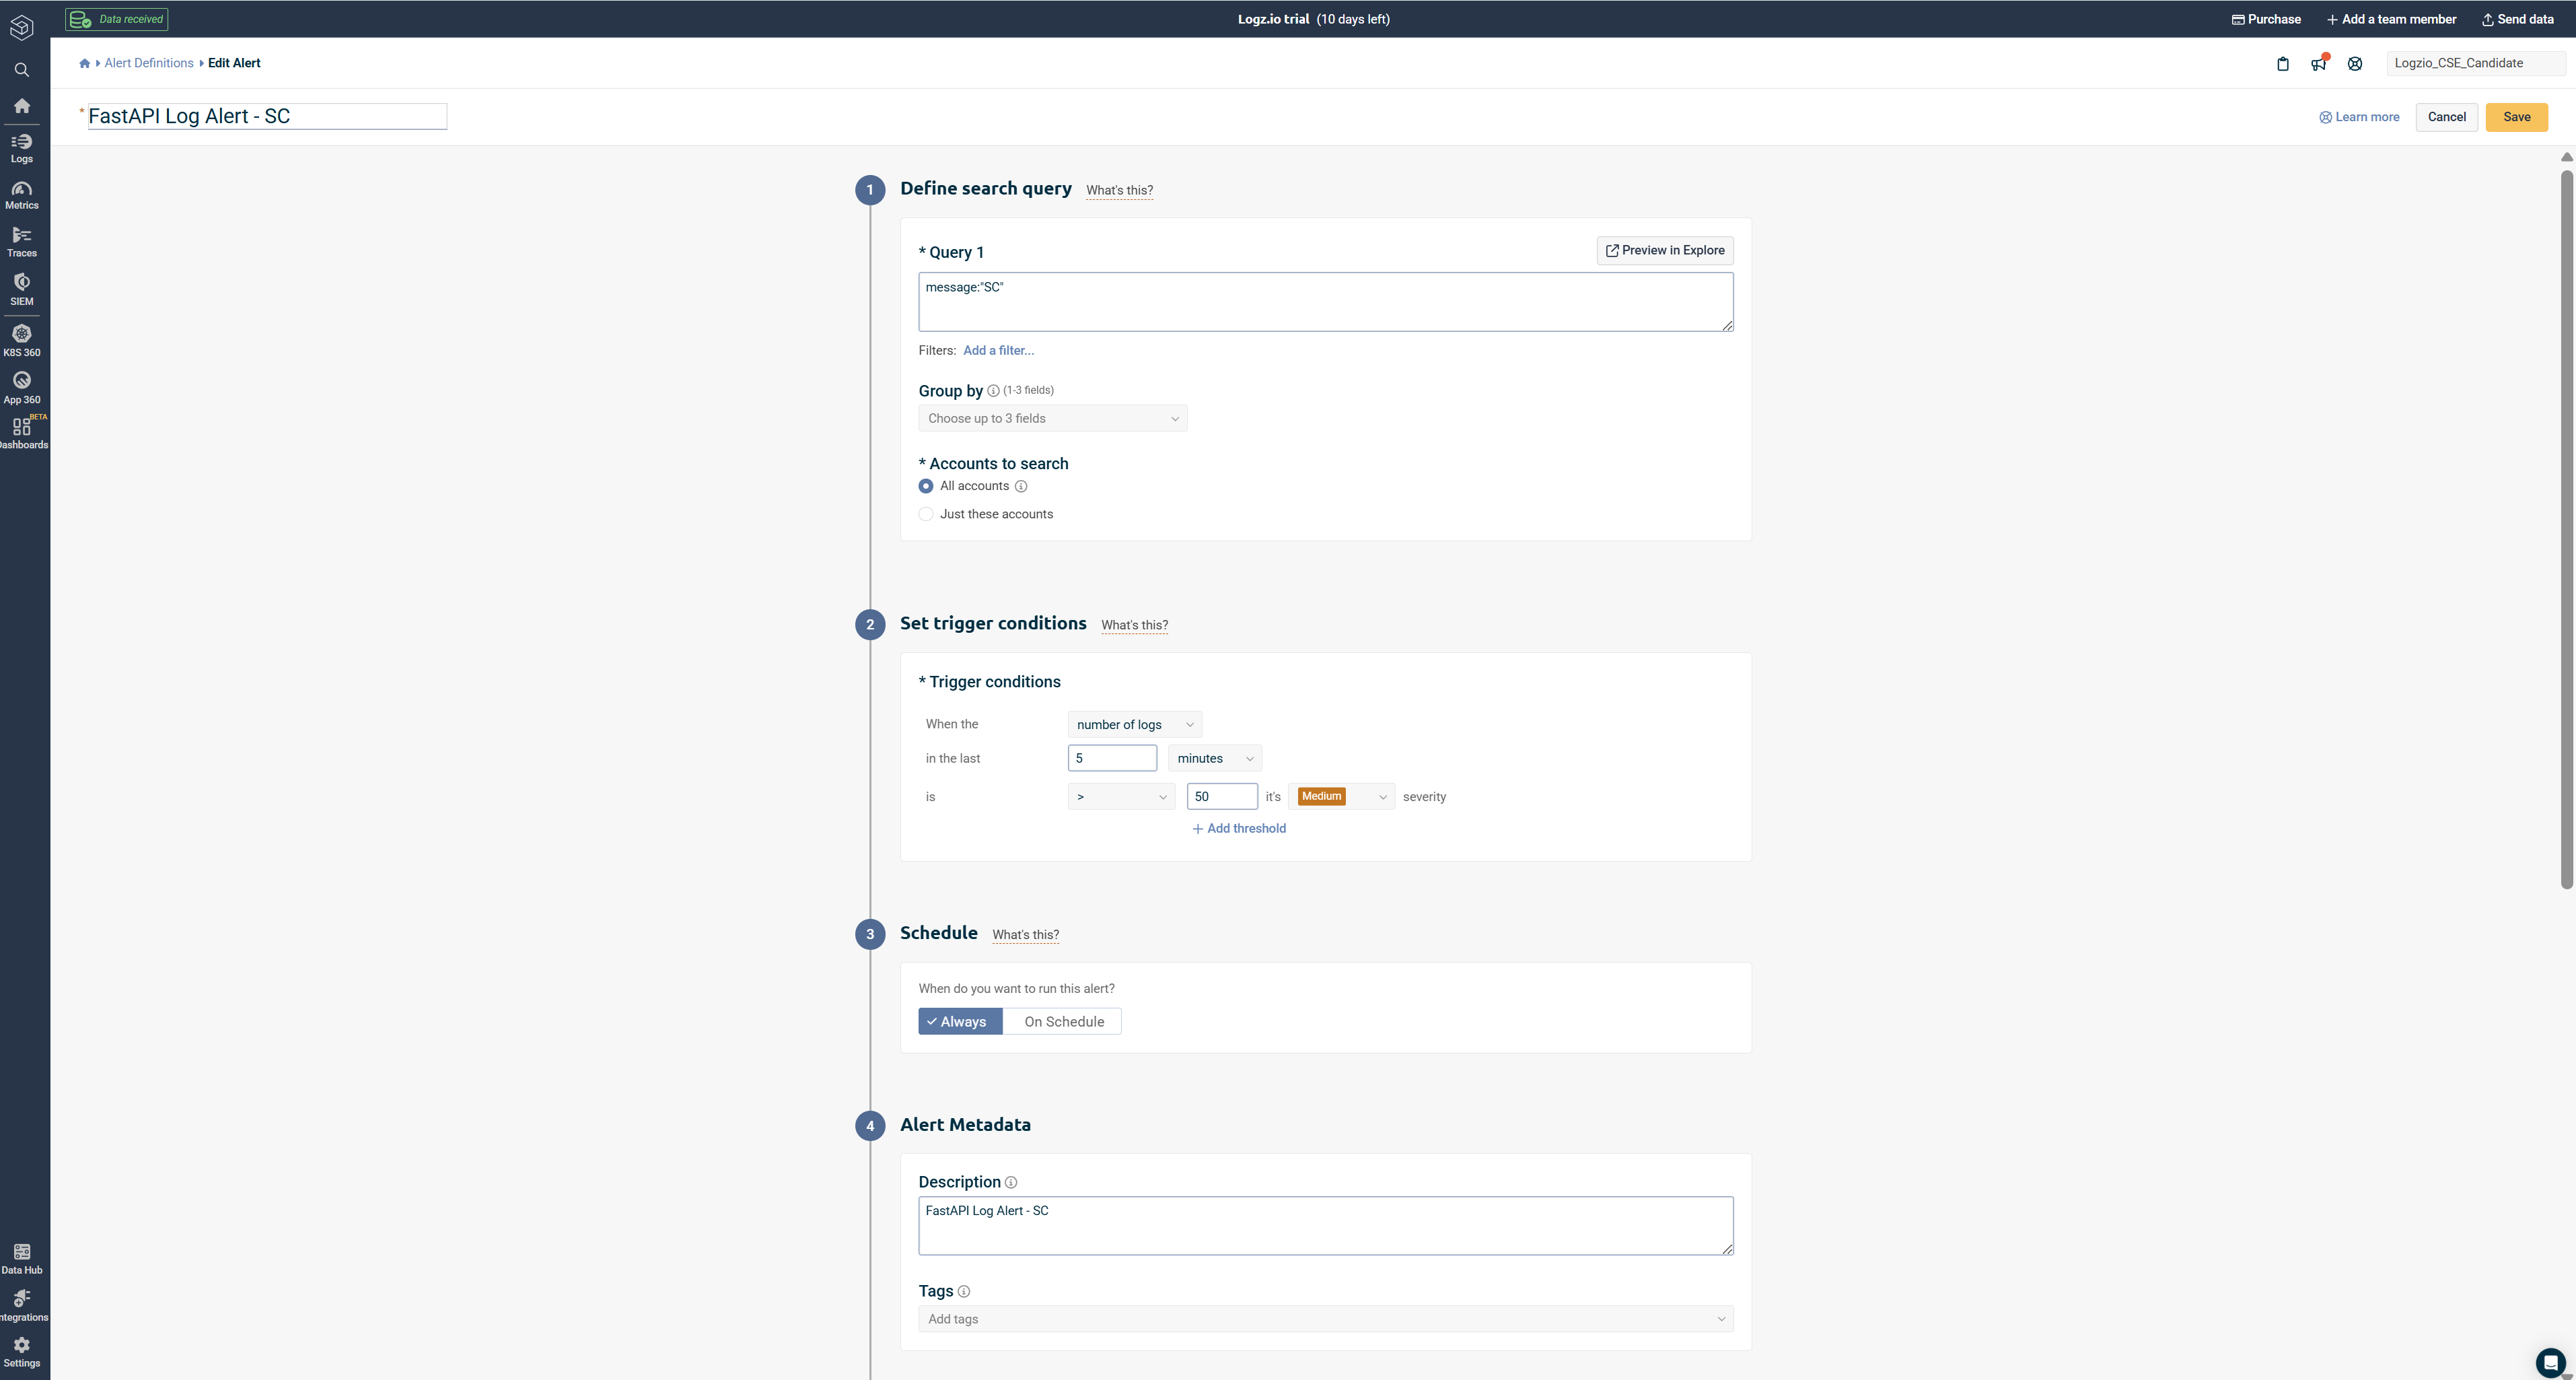 Data received
Logz.io trial (10 days left)
Purchase
Add a team member
Send data
Alert Definitions
Edit Alert
Logzio_CSE_Candidate
* FastAPI Log Alert - SC
Learn more
Cancel
Save
Logs
Metrics
Traces
SIEM
K8S 360
App 360
BETA
Dashboards
Data Hub
ntegrations
Settings
1
Define search query What's this?
* Query 1
Preview in Explore
message:"SC"
Filters: Add a filter...
Group by (1-3 fields)
Choose up to 3 fields
* Accounts to search
All accounts
Just these accounts
2
Set trigger conditions What's this?
* Trigger conditions
When the number of logs
in the last 5 minutes
is > 50 it's Medium severity
+ Add threshold
3
Schedule What's this?
When do you want to run this alert?
Always On Schedule
4
Alert Metadata
Description
FastAPI Log Alert - SC
Tags
Add tags